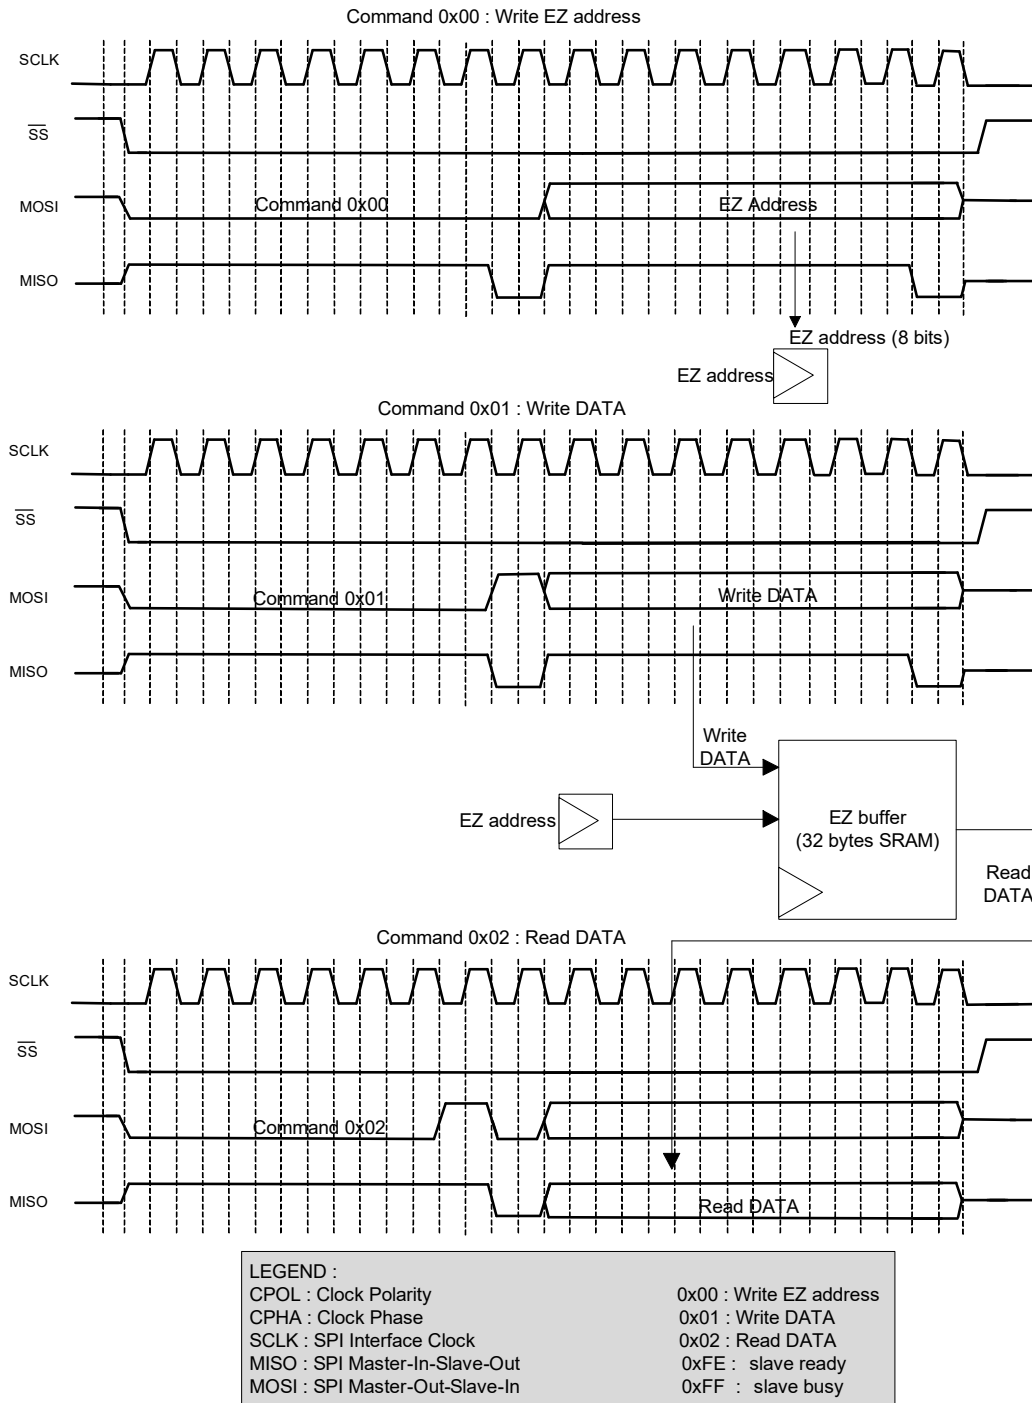 Command 0x00 : Write EZ address
SCLK
SS
MOSI
Command 0x00
EZ Address
MISO
EZ address (8 bits)
EZ address
Command 0x01 : Write DATA
SCLK
SS
MOSI
Command 0x01
Write DATA
MISO
Write
DATA
EZ address
EZ buffer
(32 bytes SRAM)
Read
DATA
Command 0x02 : Read DATA
SCLK
SS
MOSI
Command 0x02
MISO
Read DATA
LEGEND :
CPOL : Clock Polarity 0x00 : Write EZ address
CPHA : Clock Phase 0x01 : Write DATA
SCLK : SPI Interface Clock 0x02 : Read DATA
MISO : SPI Master-In-Slave-Out 0xFE : slave ready
MOSI : SPI Master-Out-Slave-In 0xFF : slave busy